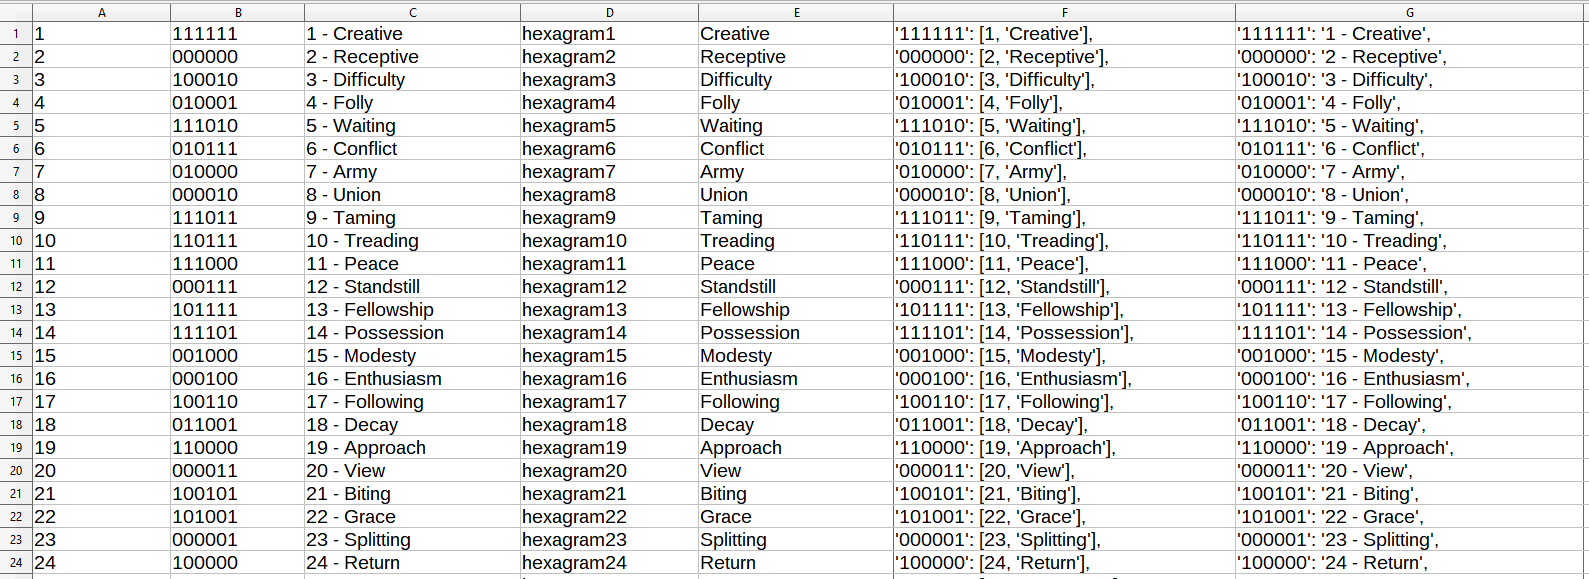 A B C D E F G
1 1 111111 1 - Creative hexagram1 Creative '111111': [1, 'Creative'], '111111': '1 - Creative',
2 2 000000 2 - Receptive hexagram2 Receptive '000000': [2, 'Receptive'], '000000': '2 - Receptive',
3 3 100010 3 - Difficulty hexagram3 Difficulty '100010': [3, 'Difficulty'], '100010': '3 - Difficulty',
4 4 010001 4 - Folly hexagram4 Folly '010001': [4, 'Folly'], '010001': '4 - Folly',
5 5 111010 5 - Waiting hexagram5 Waiting '111010': [5, 'Waiting'], '111010': '5 - Waiting',
6 6 010111 6 - Conflict hexagram6 Conflict '010111': [6, 'Conflict'], '010111': '6 - Conflict',
7 7 010000 7 - Army hexagram7 Army '010000': [7, 'Army'], '010000': '7 - Army',
8 8 000010 8 - Union hexagram8 Union '000010': [8, 'Union'], '000010': '8 - Union',
9 9 111011 9 - Taming hexagram9 Taming '111011': [9, 'Taming'], '111011': '9 - Taming',
10 10 110111 10 - Treading hexagram10 Treading '110111': [10, 'Treading'], '110111': '10 - Treading',
11 11 111000 11 - Peace hexagram11 Peace '111000': [11, 'Peace'], '111000': '11 - Peace',
12 12 000111 12 - Standstill hexagram12 Standstill '000111': [12, 'Standstill'], '000111': '12 - Standstill',
13 13 101111 13 - Fellowship hexagram13 Fellowship '101111': [13, 'Fellowship'], '101111': '13 - Fellowship',
14 14 111101 14 - Possession hexagram14 Possession '111101': [14, 'Possession'], '111101': '14 - Possession',
15 15 001000 15 - Modesty hexagram15 Modesty '001000': [15, 'Modesty'], '001000': '15 - Modesty',
16 16 000100 16 - Enthusiasm hexagram16 Enthusiasm '000100': [16, 'Enthusiasm'], '000100': '16 - Enthusiasm',
17 17 100110 17 - Following hexagram17 Following '100110': [17, 'Following'], '100110': '17 - Following',
18 18 011001 18 - Decay hexagram18 Decay '011001': [18, 'Decay'], '011001': '18 - Decay',
19 19 110000 19 - Approach hexagram19 Approach '110000': [19, 'Approach'], '110000': '19 - Approach',
20 20 000011 20 - View hexagram20 View '000011': [20, 'View'], '000011': '20 - View',
21 21 100101 21 - Biting hexagram21 Biting '100101': [21, 'Biting'], '100101': '21 - Biting',
22 22 101001 22 - Grace hexagram22 Grace '101001': [22, 'Grace'], '101001': '22 - Grace',
23 23 000001 23 - Splitting hexagram23 Splitting '000001': [23, 'Splitting'], '000001': '23 - Splitting',
24 24 100000 24 - Return hexagram24 Return '100000': [24, 'Return'], '100000': '24 - Return',